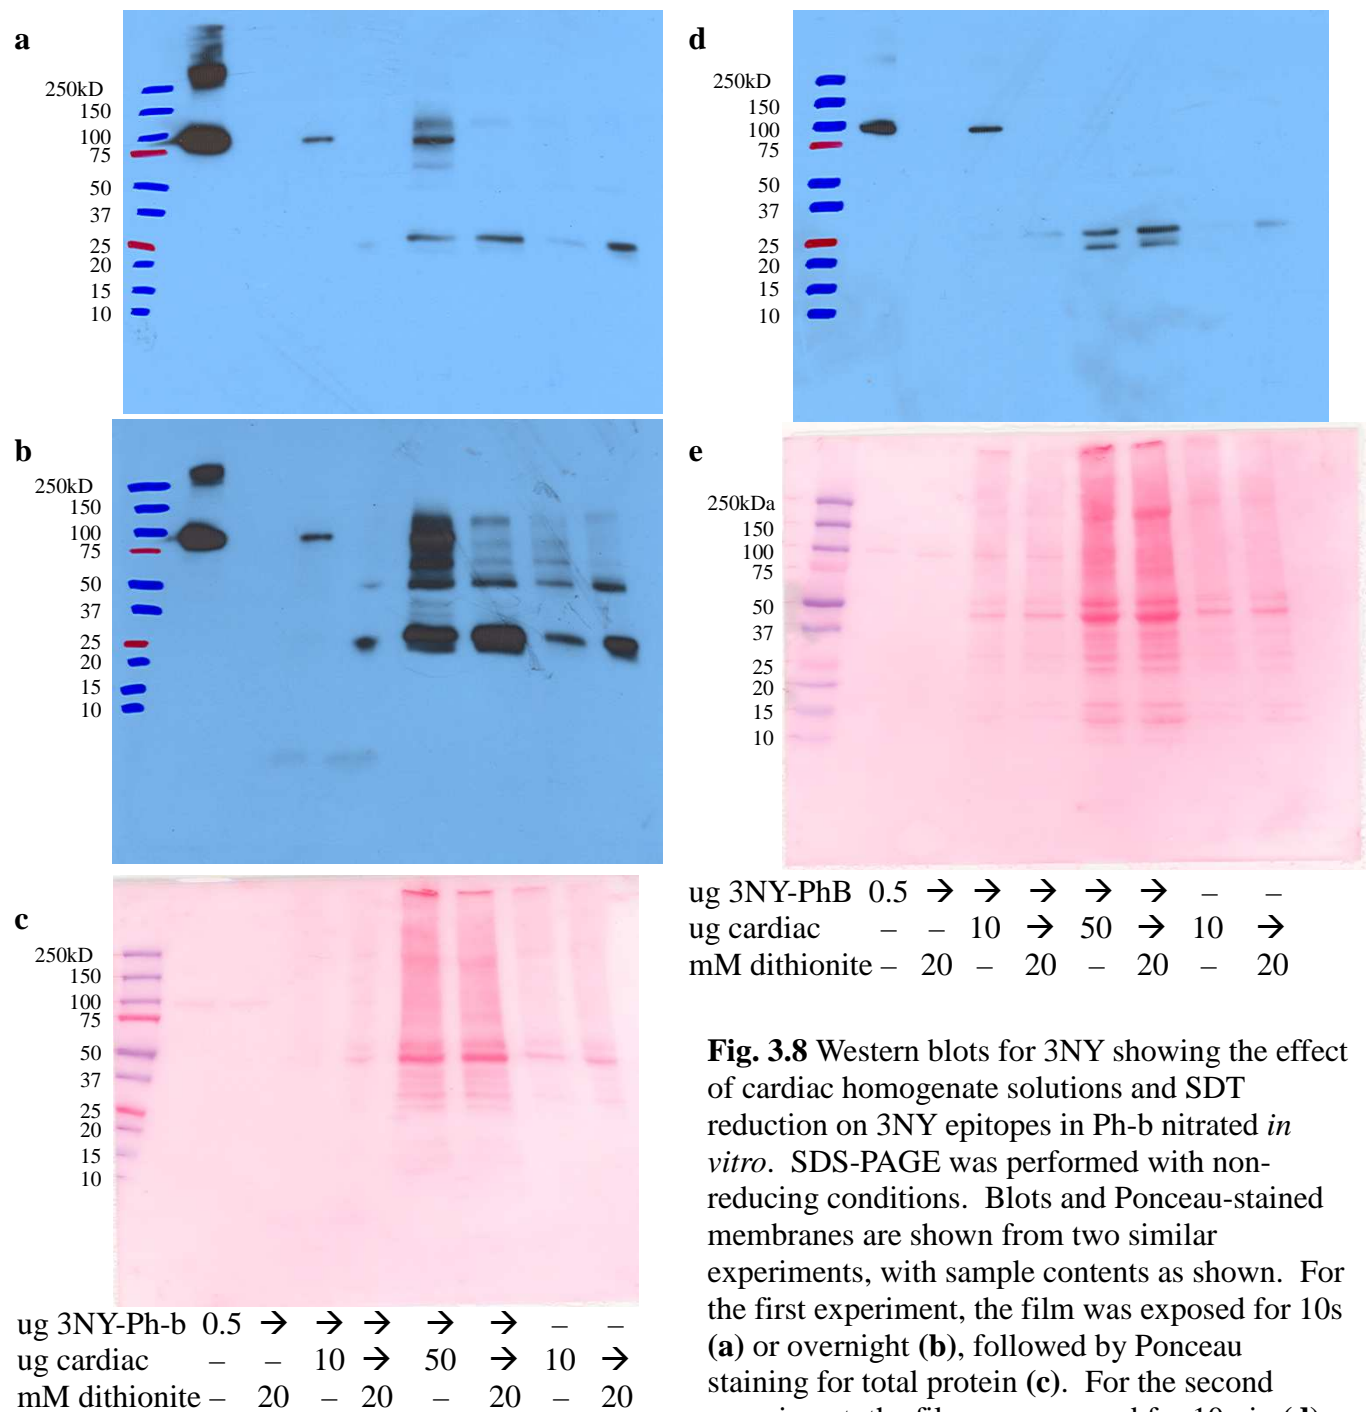 a
250kD
150
100
75
50
37
25
20
15
10
b
250kD
150
100
75
50
37
25
20
15
10
c
250kD
150
100
75
50
37
25
20
15
10
ug 3NY-Ph-b 0.5 → → → → → – –
ug cardiac – – 10 → 50 → 10 →
mM dithionite – 20 – 20 – 20 – 20
d
250kD
150
100
75
50
37
25
20
15
10
e
250kDa
150
100
75
50
37
25
20
15
10
ug 3NY-PhB 0.5 → → → → → – –
ug cardiac – – 10 → 50 → 10 →
mM dithionite – 20 – 20 – 20 – 20
Fig. 3.8 Western blots for 3NY showing the effect
of cardiac homogenate solutions and SDT
reduction on 3NY epitopes in Ph-b nitrated in
vitro. SDS-PAGE was performed with non-
reducing conditions. Blots and Ponceau-stained
membranes are shown from two similar
experiments, with sample contents as shown. For
the first experiment, the film was exposed for 10s
(a) or overnight (b), followed by Ponceau
staining for total protein (c). For the second